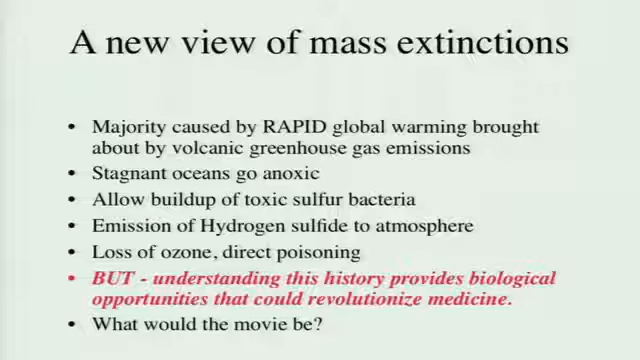 A new view of mass extinctions
• Majority caused by RAPID global warming brought
about by volcanic greenhouse gas emissions
• Stagnant oceans go anoxic
• Allow buildup of toxic sulfur bacteria
• Emission of Hydrogen sulfide to atmosphere
• Loss of ozone, direct poisoning
• BUT - understanding this history provides biological
opportunities that could revolutionize medicine.
• What would the movie be?